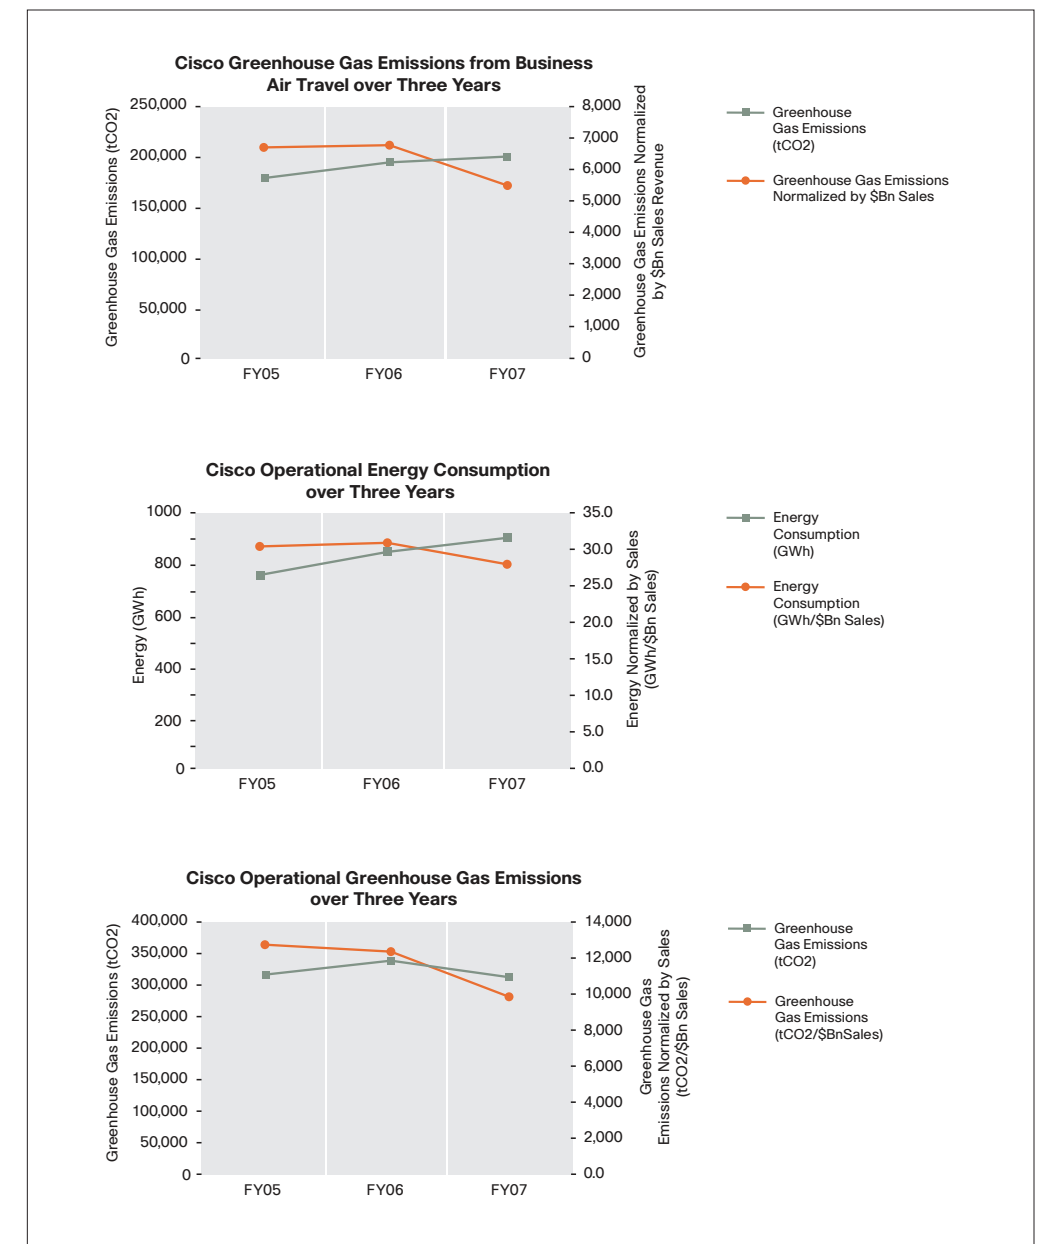 Cisco Greenhouse Gas Emissions from Business
Air Travel over Three Years
Greenhouse Gas Emissions (tCO2)
250,000
200,000
150,000
100,000
50,000
0
8,000
7,000
6,000
5,000
4,000
3,000
2,000
1,000
0
Greenhouse Gas Emissions Normalized
by $Bn Sales Revenue
FY05
FY06
FY07
Greenhouse
Gas Emissions
(tCO2)
Greenhouse Gas Emissions
Normalized by $Bn Sales
Cisco Operational Energy Consumption
over Three Years
Energy (GWh)
1000
800
600
400
200
0
35.0
30.0
25.0
20.0
15.0
10.0
5.0
0.0
Energy Normalized by Sales
(GWh/$Bn Sales)
FY05
FY06
FY07
Energy
Consumption
(GWh)
Energy
Consumption
(GWh/$Bn Sales)
Cisco Operational Greenhouse Gas Emissions
over Three Years
Greenhouse Gas Emissions (tCO2)
400,000
350,000
300,000
250,000
200,000
150,000
100,000
50,000
0
14,000
12,000
10,000
8,000
6,000
4,000
2,000
0.0
Greenhouse Gas
Emissions Normalized by Sales
(tCO2/$Bn Sales)
FY05
FY06
FY07
Greenhouse
Gas Emissions
(tCO2)
Greenhouse
Gas Emissions
(tCO2/$BnSales)